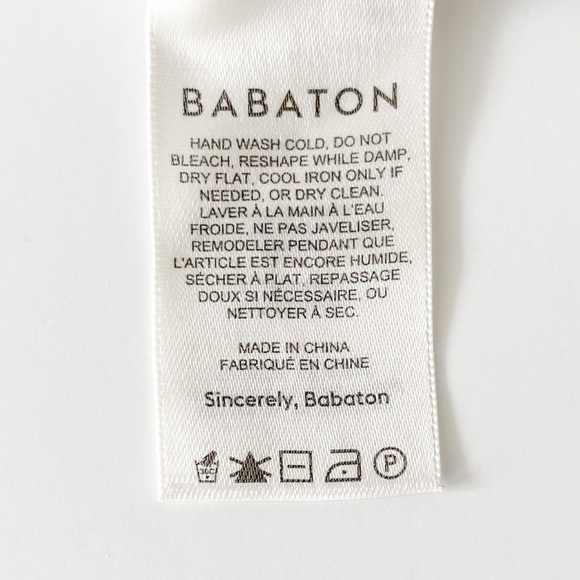 BABATON
HAND WASH COLD, DO NOT
BLEACH, RESHAPE WHILE DAMP,
DRY FLAT, COOL IRON ONLY IF
NEEDED, OR DRY CLEAN.
LAVER À LA MAIN À L'EAU
FROIDE, NE PAS JAVELISER,
REMODELER PENDANT QUE
L'ARTICLE EST ENCORE HUMIDE,
SÉCHER À PLAT, REPASSAGE
DOUX SI NÉCESSAIRE, OU
NETTOYER À SEC.
MADE IN CHINA
FABRIQUÉ EN CHINE
Sincerely, Babaton
30C P